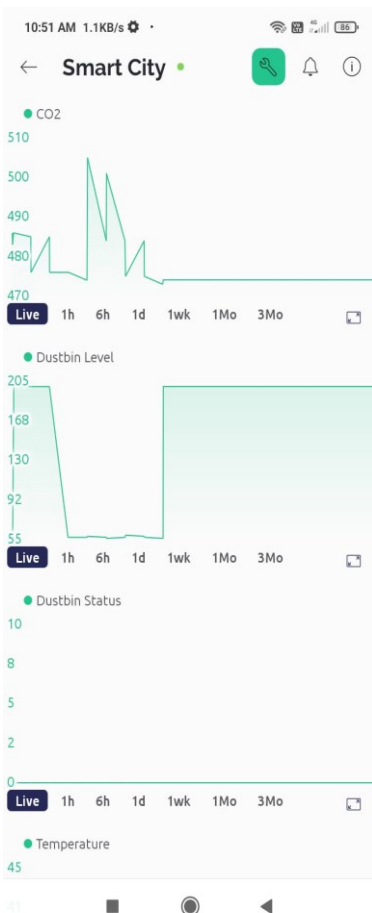 10:51 AM 1.1KB/s
4G 86
Smart City
CO2
510
500
490
480
470
Live 1h 6h 1d 1wk 1Mo 3Mo
Dustbin Level
205
168
130
92
55
Live 1h 6h 1d 1wk 1Mo 3Mo
Dustbin Status
10
8
5
2
0
Live 1h 6h 1d 1wk 1Mo 3Mo
Temperature
45
41